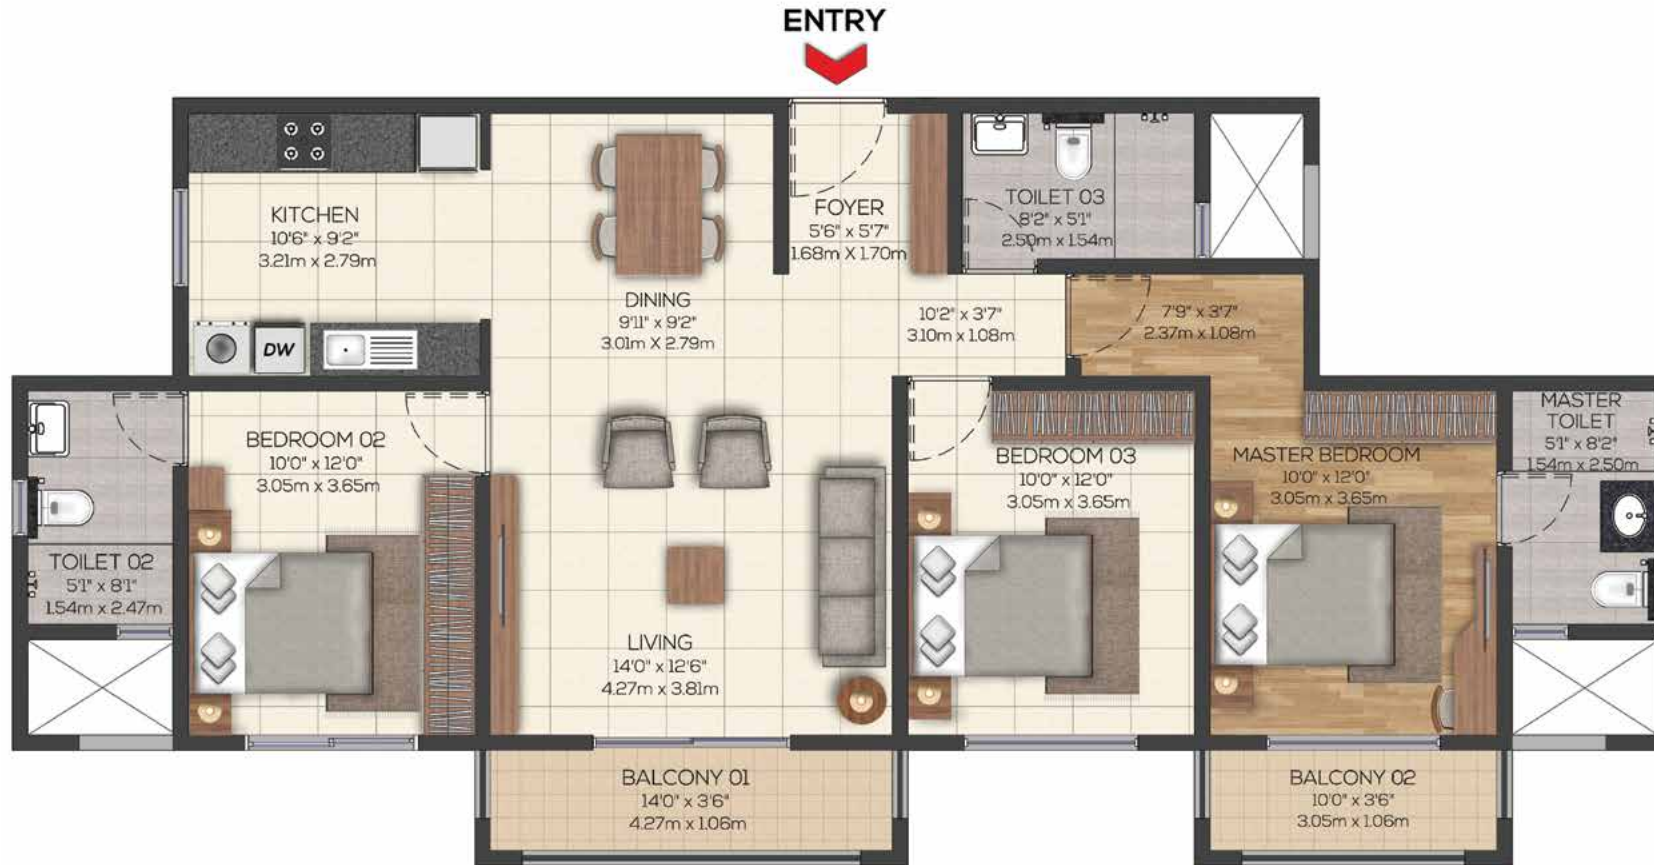 ENTRY
KITCHEN
10'6" x 9'2"
3.21m x 2.79m
DINING
9'11" x 9'2"
3.01m X 2.79m
FOYER
5'6" x 5'7"
1.68m X 1.70m
TOILET 03
8'2" x 5'1"
2.50m x 1.54m
10'2" x 3'7"
3.10m x 1.08m
7'9" x 3'7"
2.37m x 1.08m
DW
BEDROOM 02
10'0" x 12'0"
3.05m x 3.65m
TOILET 02
5'1" x 8'1"
1.54m x 2.47m
LIVING
14'0" x 12'6"
4.27m x 3.81m
BEDROOM 03
10'0" x 12'0"
3.05m x 3.65m
MASTER BEDROOM
10'0" x 12'0"
3.05m x 3.65m
MASTER
TOILET
5'1" x 8'2"
1.54m x 2.50m
BALCONY 01
14'0" x 3'6"
4.27m x 1.06m
BALCONY 02
10'0" x 3'6"
3.05m x 1.06m